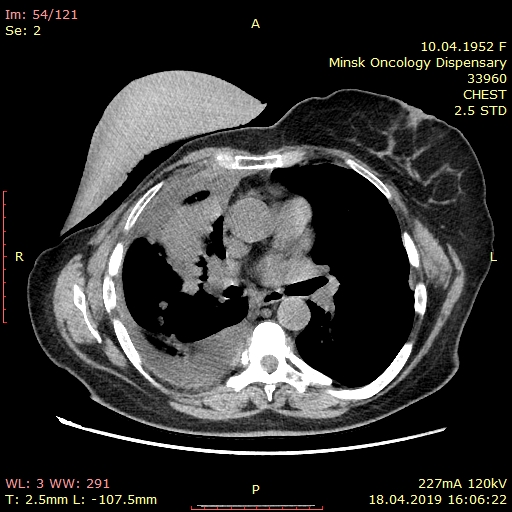 Im: 54/121
Se: 2
A
10.04.1952 F
Minsk Oncology Dispensary
33960
CHEST
2.5 STD
R
L
WL: 3 WW: 291
T: 2.5mm L: -107.5mm
P
227mA 120kV
18.04.2019 16:06:22